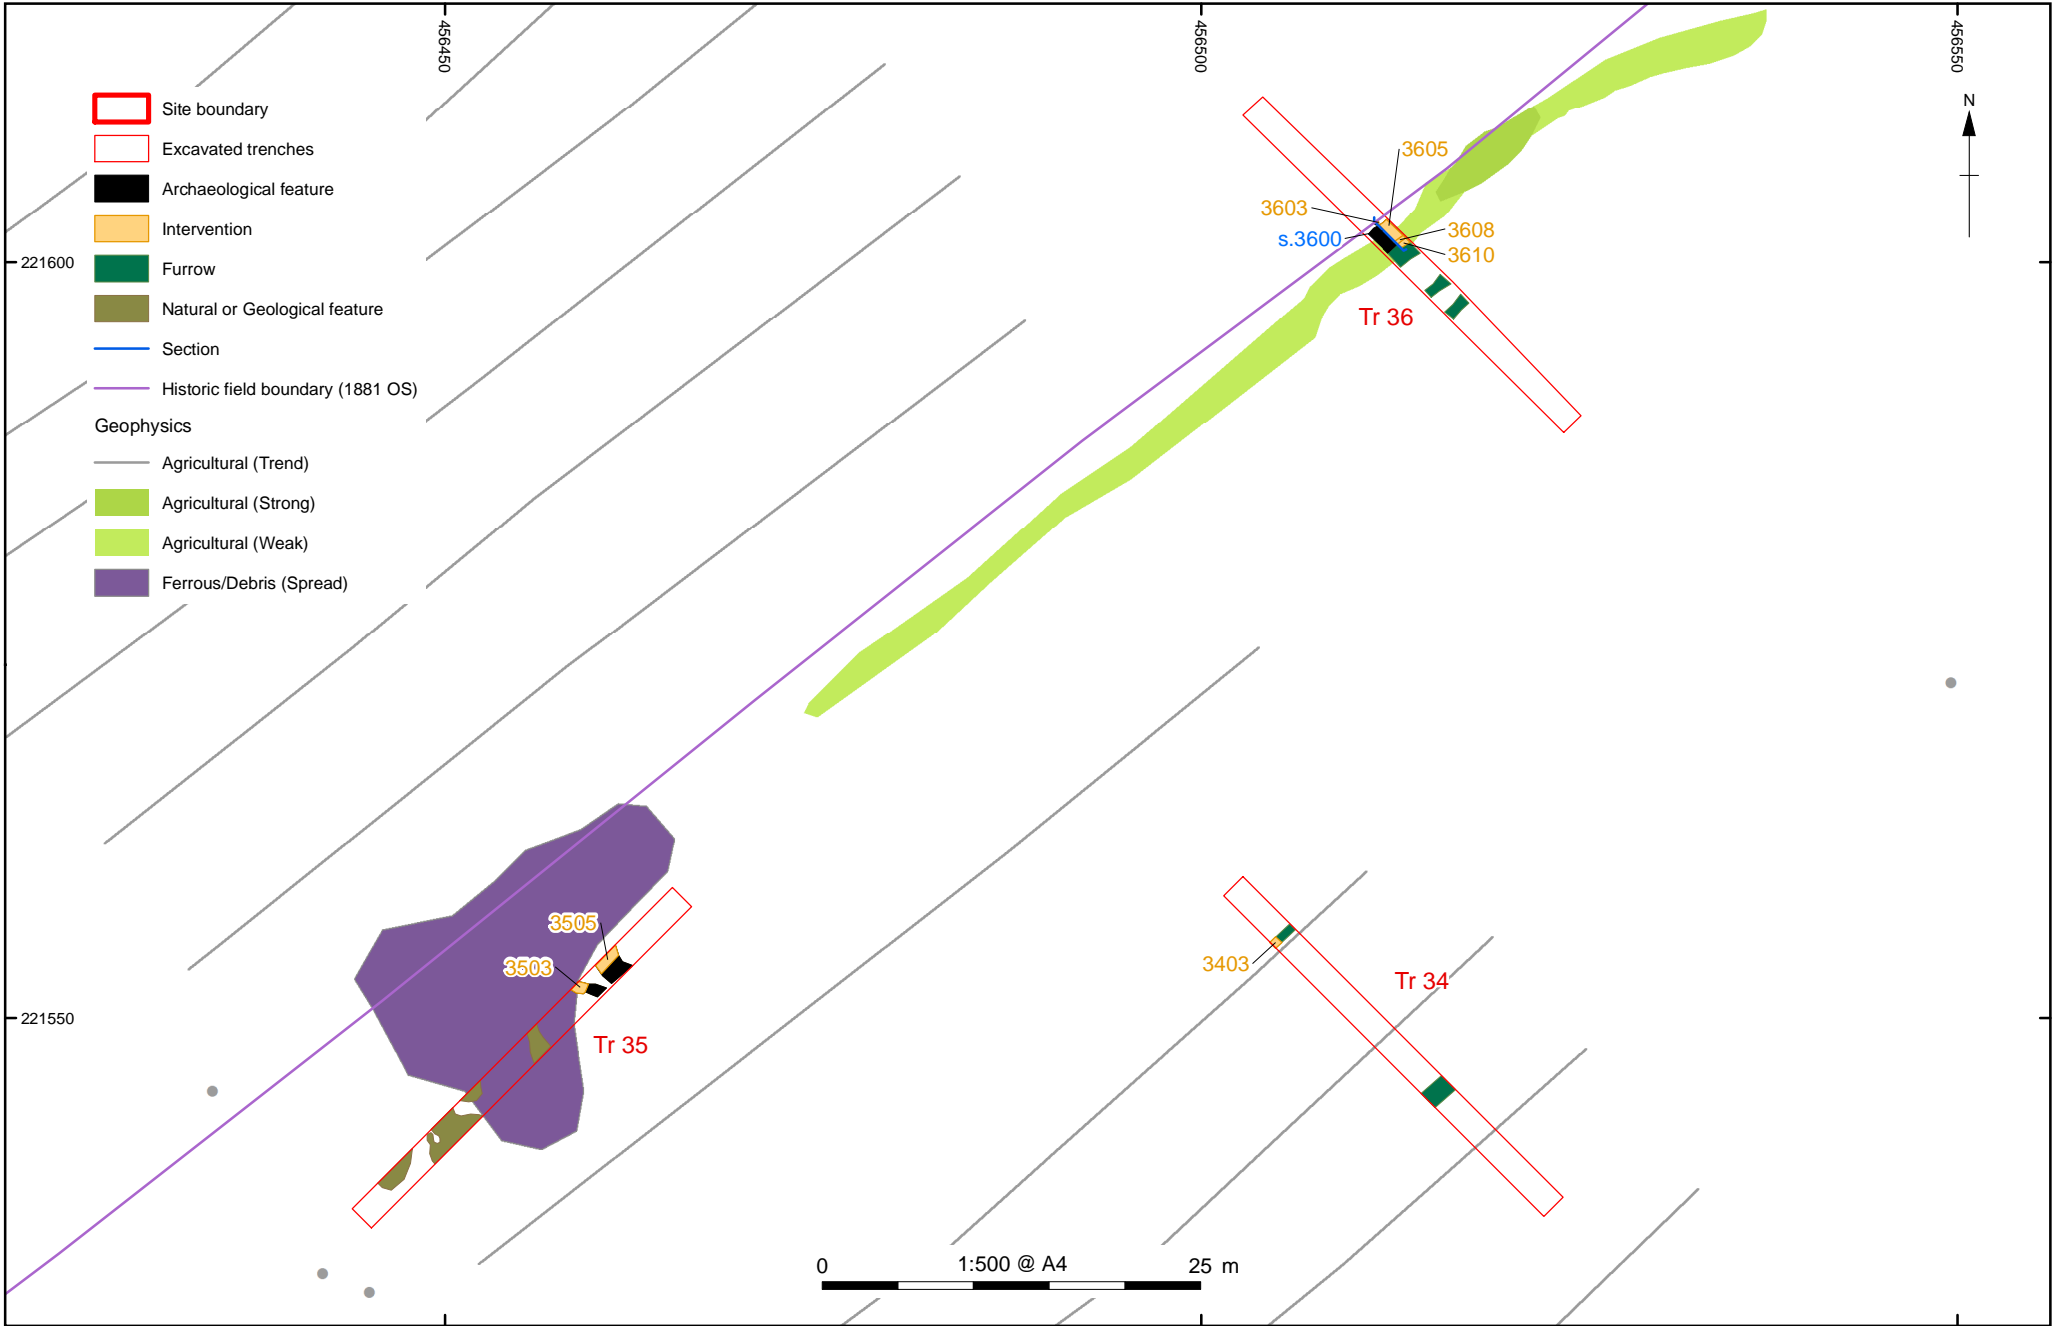 456450
456500
456550
N
Site boundary
Excavated trenches
Archaeological feature
Intervention
Furrow
Natural or Geological feature
Section
Historic field boundary (1881 OS)
Geophysics
Agricultural (Trend)
Agricultural (Strong)
Agricultural (Weak)
Ferrous/Debris (Spread)
3605
3603
s.3600
3608
3610
221600
Tr 36
3505
3503
3403
Tr 34
221550
Tr 35
0 1:500 @ A4 25 m